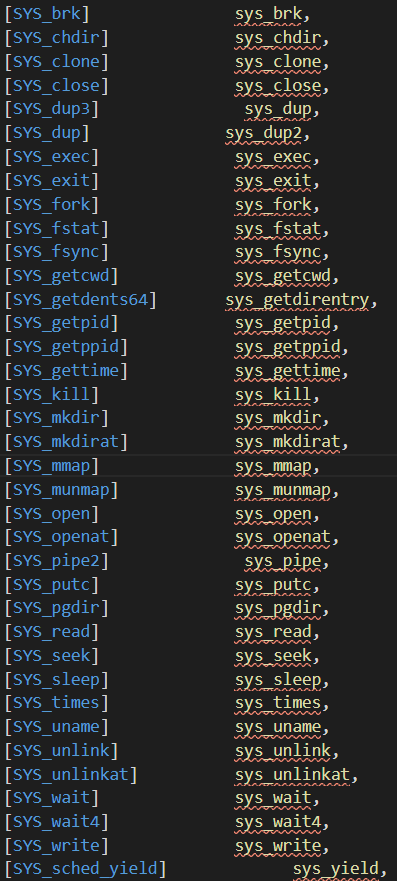 [SYS_brk] sys_brk,
[SYS_chdir] sys_chdir,
[SYS_clone] sys_clone,
[SYS_close] sys_close,
[SYS_dup3] sys_dup,
[SYS_dup] sys_dup2,
[SYS_exec] sys_exec,
[SYS_exit] sys_exit,
[SYS_fork] sys_fork,
[SYS_fstat] sys_fstat,
[SYS_fsync] sys_fsync,
[SYS_getcwd] sys_getcwd,
[SYS_getdents64] sys_getdirentry,
[SYS_getpid] sys_getpid,
[SYS_getppid] sys_getppid,
[SYS_gettime] sys_gettime,
[SYS_kill] sys_kill,
[SYS_mkdir] sys_mkdir,
[SYS_mkdirat] sys_mkdirat,
[SYS_mmap] sys_mmap,
[SYS_munmap] sys_munmap,
[SYS_open] sys_open,
[SYS_openat] sys_openat,
[SYS_pipe2] sys_pipe,
[SYS_putc] sys_putc,
[SYS_pgdir] sys_pgdir,
[SYS_read] sys_read,
[SYS_seek] sys_seek,
[SYS_sleep] sys_sleep,
[SYS_times] sys_times,
[SYS_uname] sys_uname,
[SYS_unlink] sys_unlink,
[SYS_unlinkat] sys_unlinkat,
[SYS_wait] sys_wait,
[SYS_wait4] sys_wait4,
[SYS_write] sys_write,
[SYS_sched_yield] sys_yield,